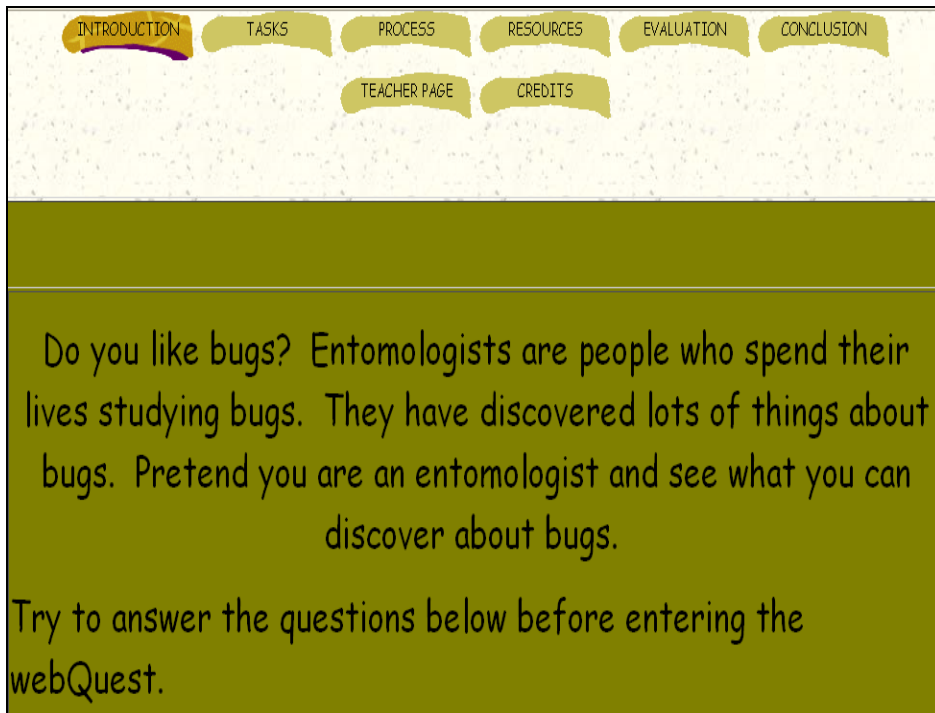 INTRODUCTION TASKS PROCESS RESOURCES EVALUATION CONCLUSION
TEACHER PAGE CREDITS
Do you like bugs?  Entomologists are people who spend their
lives studying bugs.  They have discovered lots of things about
bugs.  Pretend you are an entomologist and see what you can
discover about bugs.
Try to answer the questions below before entering the
webQuest.